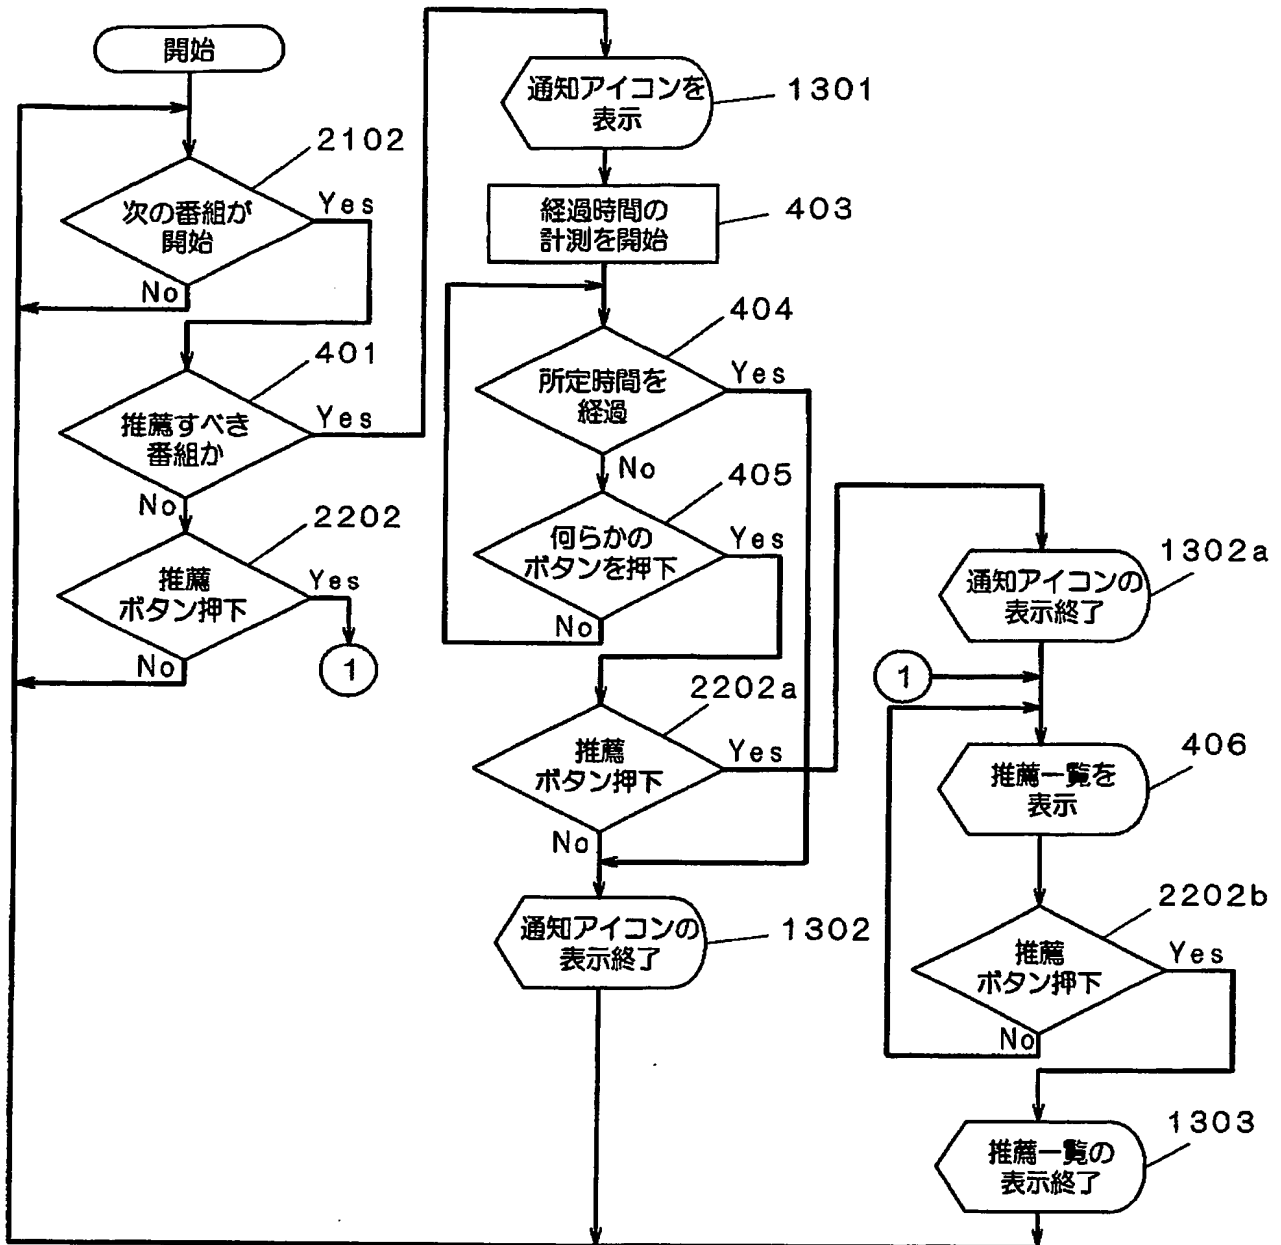 開始
2102
次の番組が
開始
Yes
No
401
推薦すべき
番組か
Yes
No
2202
推薦
ボタン押下
Yes
No
1
通知アイコンを
表示
1301
経過時間の
計測を開始
403
404
所定時間を
経過
Yes
No
405
何らかの
ボタンを押下
Yes
No
2202a
推薦
ボタン押下
Yes
No
通知アイコンの
表示終了
1302
1302a
通知アイコンの
表示終了
1
406
推薦一覧を
表示
2202b
推薦
ボタン押下
Yes
No
1303
推薦一覧の
表示終了